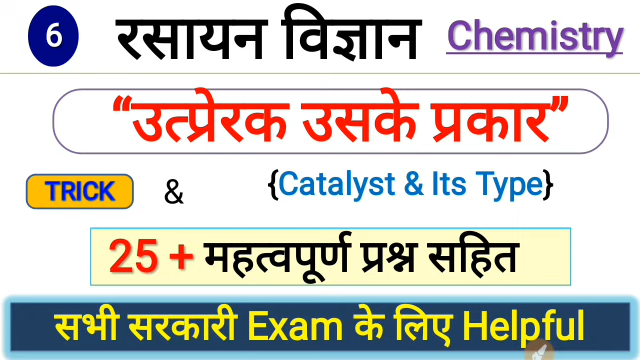 6 रसायन विज्ञान Chemistry
“उत्प्रेरक उसके प्रकार”
TRICK & {Catalyst & Its Type}
25 + महत्वपूर्ण प्रश्न सहित
सभी सरकारी Exam के लिए Helpful